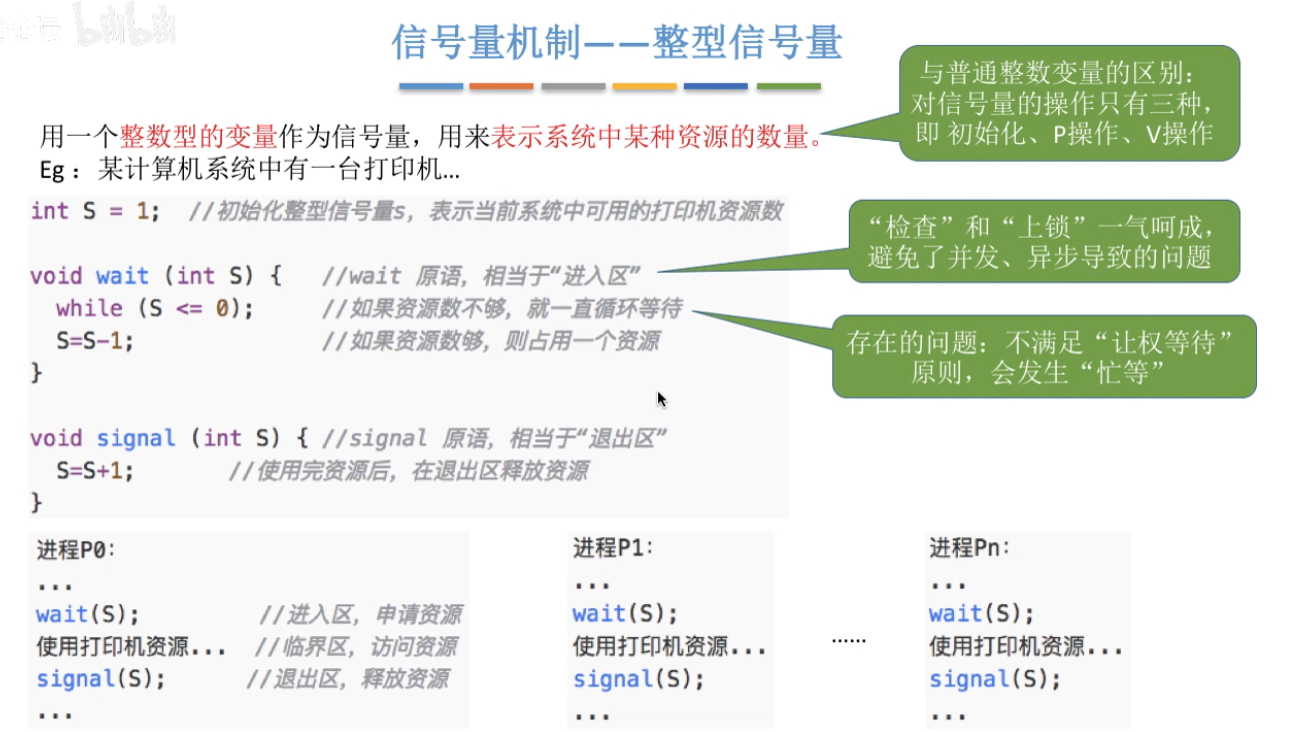 bilibili
信号量机制——整型信号量
与普通整数变量的区别：
对信号量的操作只有三种，
即 初始化、P操作、V操作
用一个整数型的变量作为信号量，用来表示系统中某种资源的数量。
Eg：某计算机系统中有一台打印机...
int S = 1;  //初始化整型信号量s，表示当前系统中可用的打印机资源数
“检查”和“上锁”一气呵成，
避免了并发、异步导致的问题
void wait (int S) {   //wait 原语，相当于“进入区”
while (S <= 0);     //如果资源数不够，就一直循环等待
S=S-1;              //如果资源数够，则占用一个资源
}
存在的问题：不满足“让权等待”
原则，会发生“忙等”
void signal (int S) { //signal 原语，相当于“退出区”
S=S+1;       //使用完资源后，在退出区释放资源
}
进程P0：
...
wait(S);         //进入区，申请资源
使用打印机资源...  //临界区，访问资源
signal(S);      //退出区，释放资源
...
进程P1：
...
wait(S);
使用打印机资源...
signal(S);
...
......
进程Pn：
...
wait(S);
使用打印机资源...
signal(S);
...